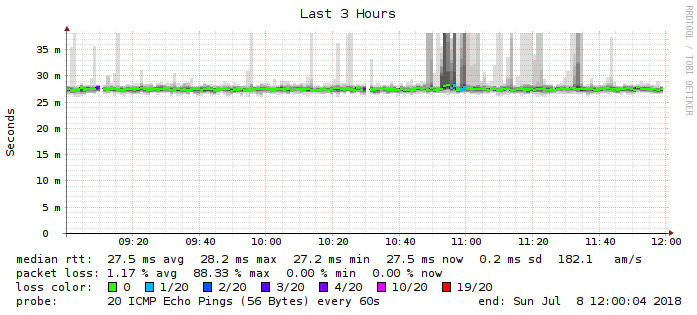 Last 3 Hours
RRDTOOL / TOBI OETIKER
Seconds
35 m
30 m
25 m
20 m
15 m
10 m
5 m
0
09:20 09:40 10:00 10:20 10:40 11:00 11:20 11:40 12:00
median rtt: 27.5 ms avg 28.2 ms max 27.2 ms min 27.5 ms now 0.2 ms sd 182.1 am/s
packet loss: 1.17 % avg 88.33 % max 0.00 % min 0.00 % now
loss color: 0 1/20 2/20 3/20 4/20 10/20 19/20
probe: 20 ICMP Echo Pings (56 Bytes) every 60s end: Sun Jul 8 12:00:04 2018